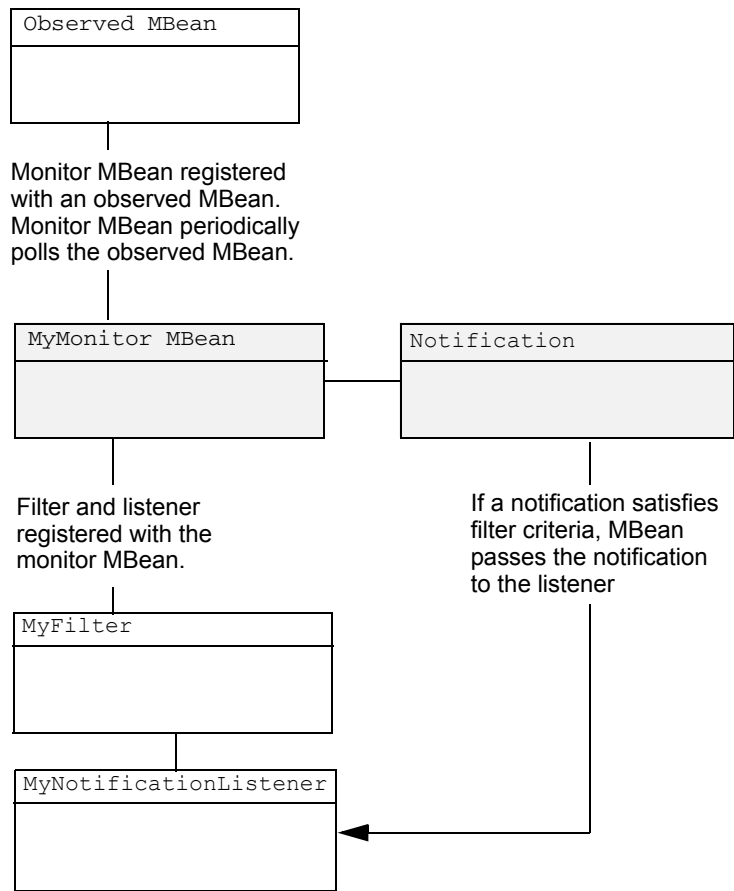 Observed MBean
Monitor MBean registered
with an observed MBean.
Monitor MBean periodically
polls the observed MBean.
MyMonitor MBean
Notification
Filter and listener
registered with the
monitor MBean.
If a notification satisfies
filter criteria, MBean
passes the notification
to the listener
MyFilter
MyNotificationListener